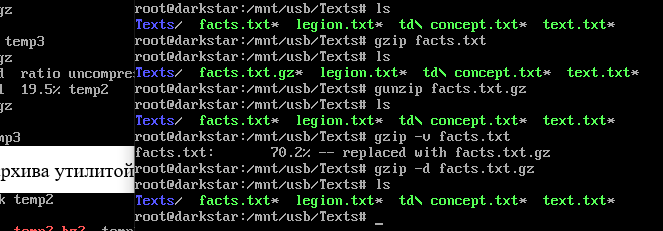 gz
temp3
gz
d  ratio uncompre
l  19.5% temp2
gz
mp3
архива утилитой
k temp2
temp2.bz2  temp
root@darkstar:/mnt/usb/Texts# ls
Texts/  facts.txt*  legion.txt*  td\ concept.txt*  text.txt*
root@darkstar:/mnt/usb/Texts# gzip facts.txt
root@darkstar:/mnt/usb/Texts# ls
Texts/  facts.txt.gz*  legion.txt*  td\ concept.txt*  text.txt*
root@darkstar:/mnt/usb/Texts# gunzip facts.txt.gz
root@darkstar:/mnt/usb/Texts# ls
Texts/  facts.txt*  legion.txt*  td\ concept.txt*  text.txt*
root@darkstar:/mnt/usb/Texts# gzip -v facts.txt
facts.txt:       70.2% -- replaced with facts.txt.gz
root@darkstar:/mnt/usb/Texts# gzip -d facts.txt.gz
root@darkstar:/mnt/usb/Texts# ls
Texts/  facts.txt*  legion.txt*  td\ concept.txt*  text.txt*
root@darkstar:/mnt/usb/Texts# _